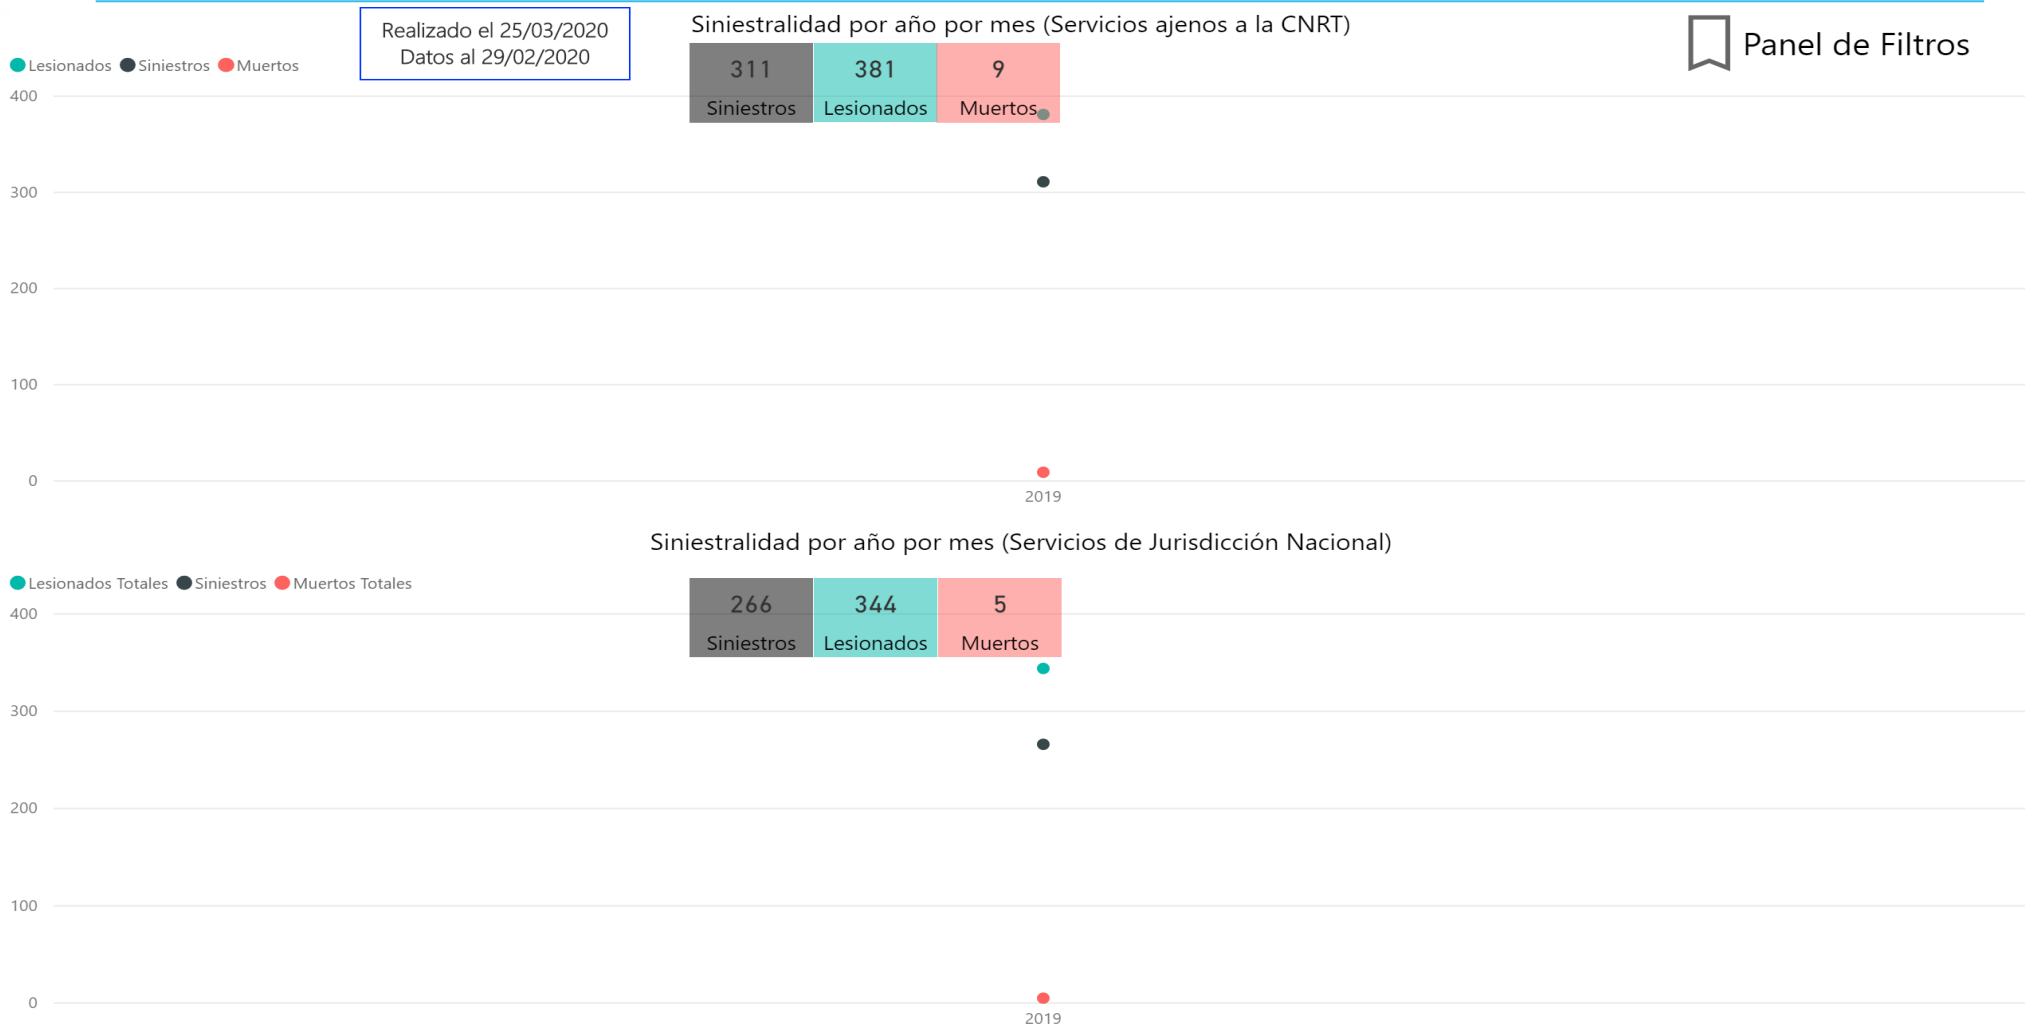 Realizado el 25/03/2020
Datos al 29/02/2020
Siniestralidad por año por mes (Servicios ajenos a la CNRT)
Panel de Filtros
Lesionados Siniestros Muertos
311 381 9
Siniestros Lesionados Muertos
400
300
200
100
0
2019
Siniestralidad por año por mes (Servicios de Jurisdicción Nacional)
Lesionados Totales Siniestros Muertos Totales
266 344 5
Siniestros Lesionados Muertos
400
300
200
100
0
2019